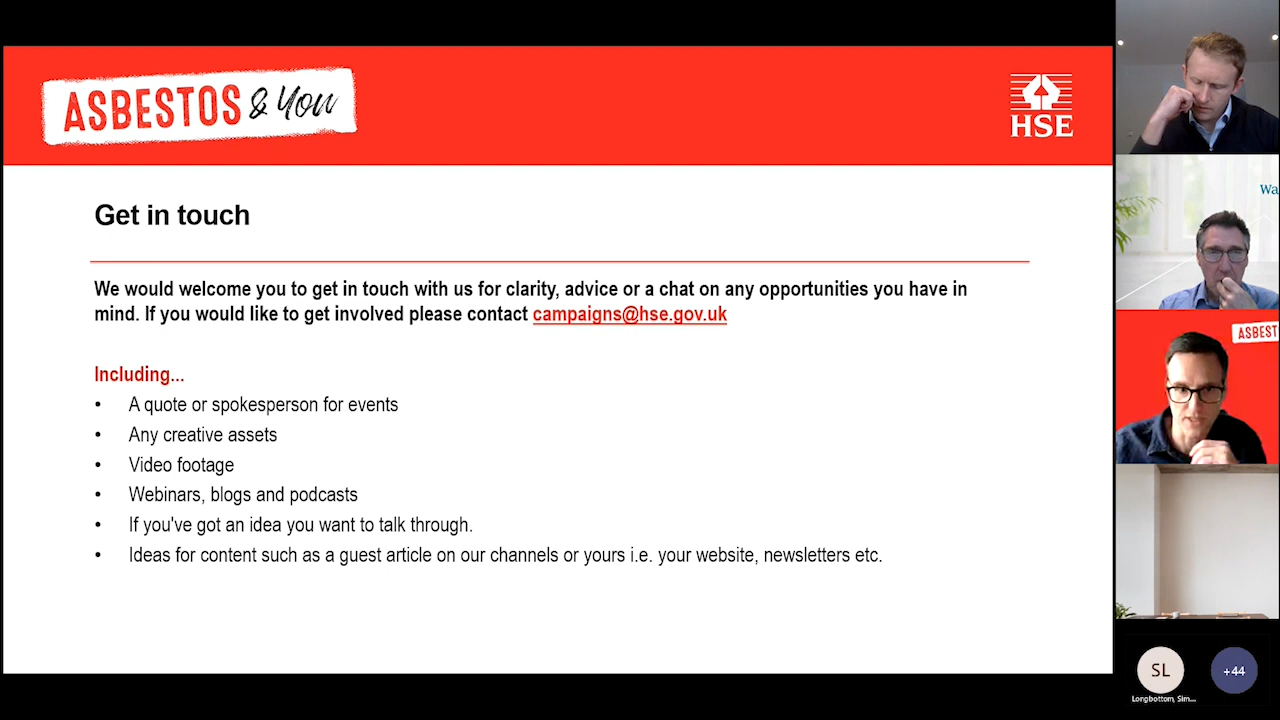 ASBESTOS & You
HSE
Get in touch
We would welcome you to get in touch with us for clarity, advice or a chat on any opportunities you have in
mind. If you would like to get involved please contact campaigns@hse.gov.uk
Including...
• A quote or spokesperson for events
• Any creative assets
• Video footage
• Webinars, blogs and podcasts
• If you've got an idea you want to talk through.
• Ideas for content such as a guest article on our channels or yours i.e. your website, newsletters etc.
Wa
ASBEST
SL
+44
Longbottom, Sim...